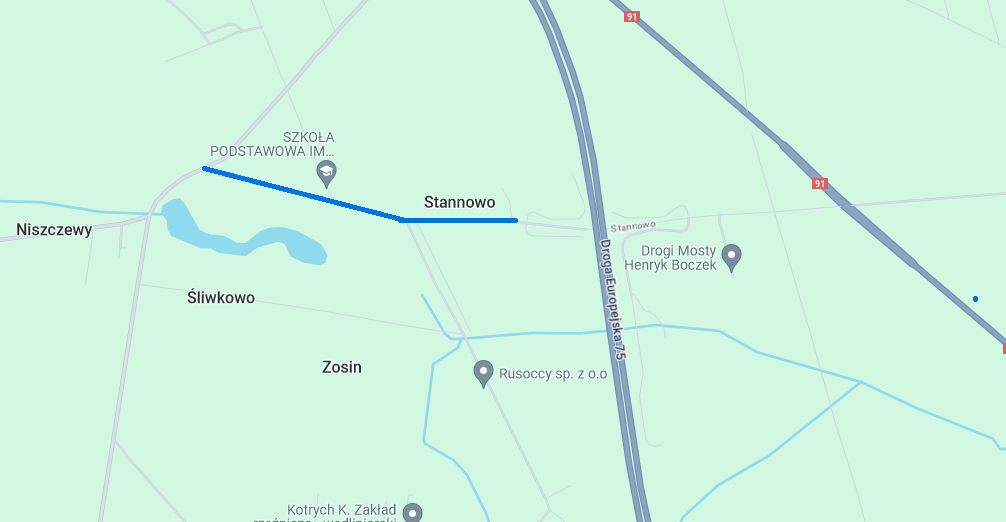 91
SZKOŁA
PODSTAWOWA IM...
91
Stannowo
Niszczewy
Stannowo
Drogi Mosty
Henryk Boczek
Droga Europejska 75
Śliwkowo
Zosin
Rusoccy sp. z o.o
Kotrych K. Zakład